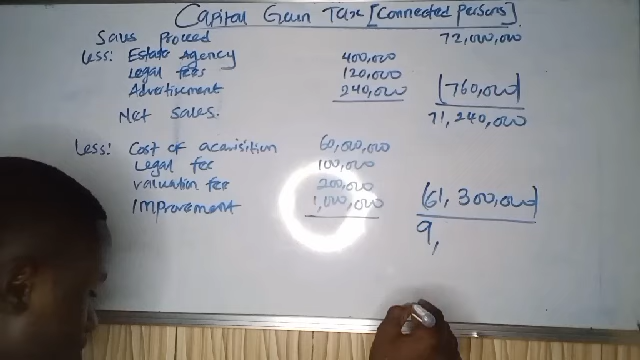 Capital Gain Tax [Connected Persons]
Sales Proceed 72,000,000
Less: Estate Agency 400,000
Legal fees 120,000
Advertisement 240,000 (760,000)
Net sales. 71,240,000
Less: Cost of acquisition 60,000,000
Legal fee 100,000
Valuation fee 200,000
Improvement 1,000,000 (61,300,000)
9,